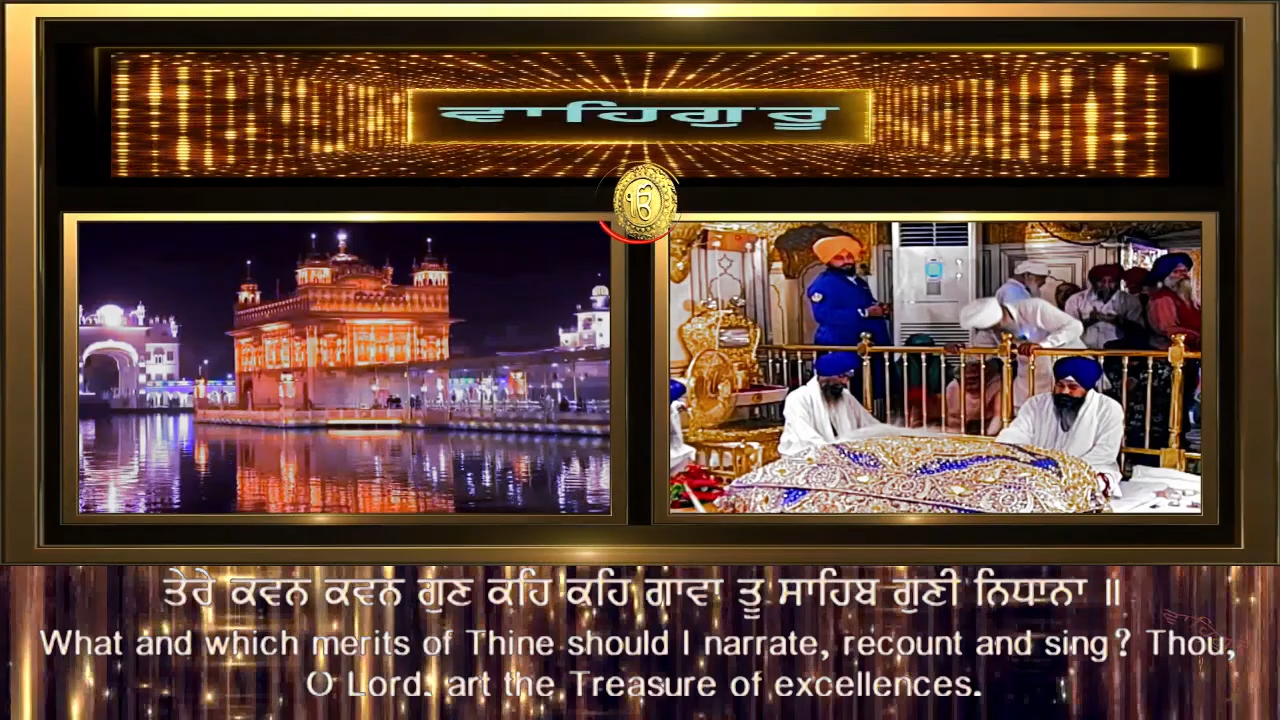 ਵਾਹਿਗੁਰੂ
ੴ
ਤੇਰੇ ਕਵਨ ਕਵਨ ਗੁਣ ਕਹਿ ਕਹਿ ਗਾਵਾ ਤੂ ਸਾਹਿਬ ਗੁਣੀ ਨਿਧਾਨਾ ॥
What and which merits of Thine should I narrate, recount and sing? Thou,
O Lord, art the Treasure of excellences.